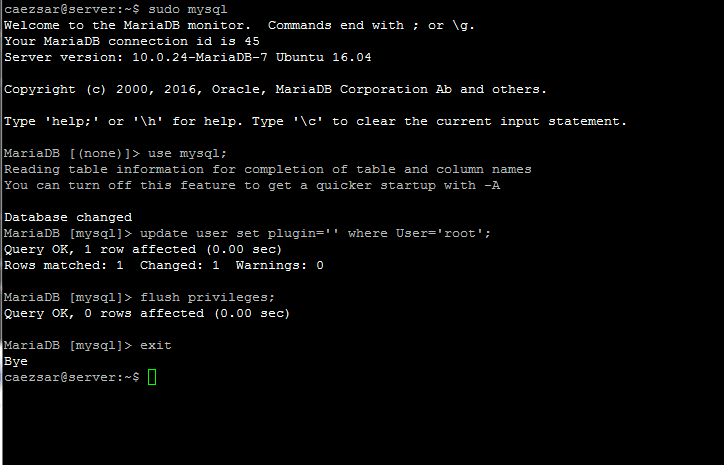 caezsar@server:~$ sudo mysql
Welcome to the MariaDB monitor.  Commands end with ; or \g.
Your MariaDB connection id is 45
Server version: 10.0.24-MariaDB-7 Ubuntu 16.04

Copyright (c) 2000, 2016, Oracle, MariaDB Corporation Ab and others.

Type 'help;' or '\h' for help. Type '\c' to clear the current input statement.

MariaDB [(none)]> use mysql;
Reading table information for completion of table and column names
You can turn off this feature to get a quicker startup with -A

Database changed
MariaDB [mysql]> update user set plugin='' where User='root';
Query OK, 1 row affected (0.00 sec)
Rows matched: 1  Changed: 1  Warnings: 0

MariaDB [mysql]> flush privileges;
Query OK, 0 rows affected (0.00 sec)

MariaDB [mysql]> exit
Bye
caezsar@server:~$